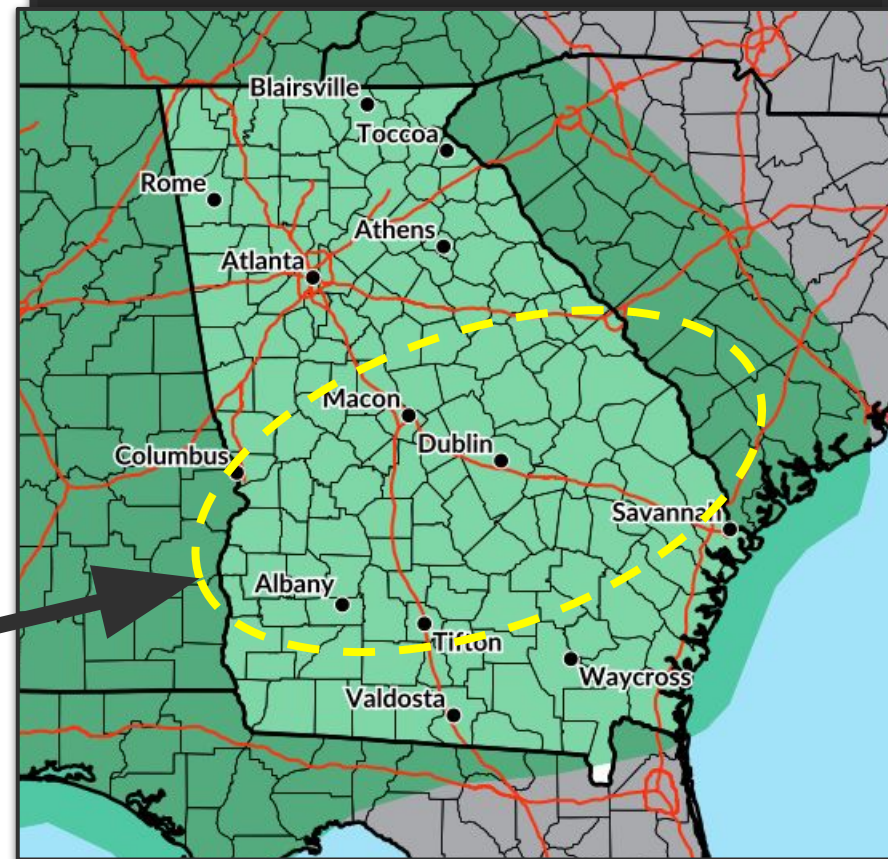 Blairsville
Toccoa
Rome
Athens
Atlanta
Macon
Dublin
Columbus
Savannah
Albany
Tifton
Waycross
Valdosta